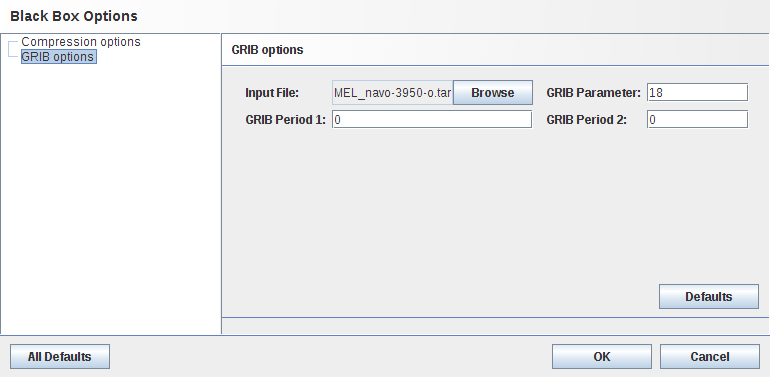 Black Box Options
Compression options
GRIB options
GRIB options
Input File: MEL_navo-3950-o.tar Browse GRIB Parameter: 18
GRIB Period 1: 0 GRIB Period 2: 0
Defaults
All Defaults OK Cancel